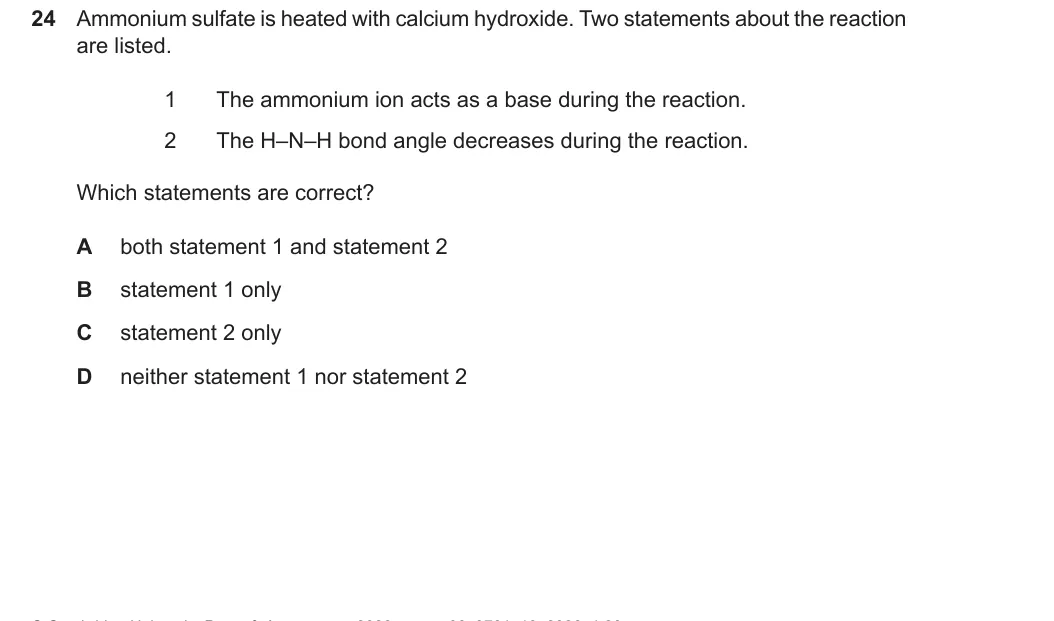 24 Ammonium sulfate is heated with calcium hydroxide. Two statements about the reaction
are listed.
1 The ammonium ion acts as a base during the reaction.
2 The H–N–H bond angle decreases during the reaction.
Which statements are correct?
A both statement 1 and statement 2
B statement 1 only
C statement 2 only
D neither statement 1 nor statement 2